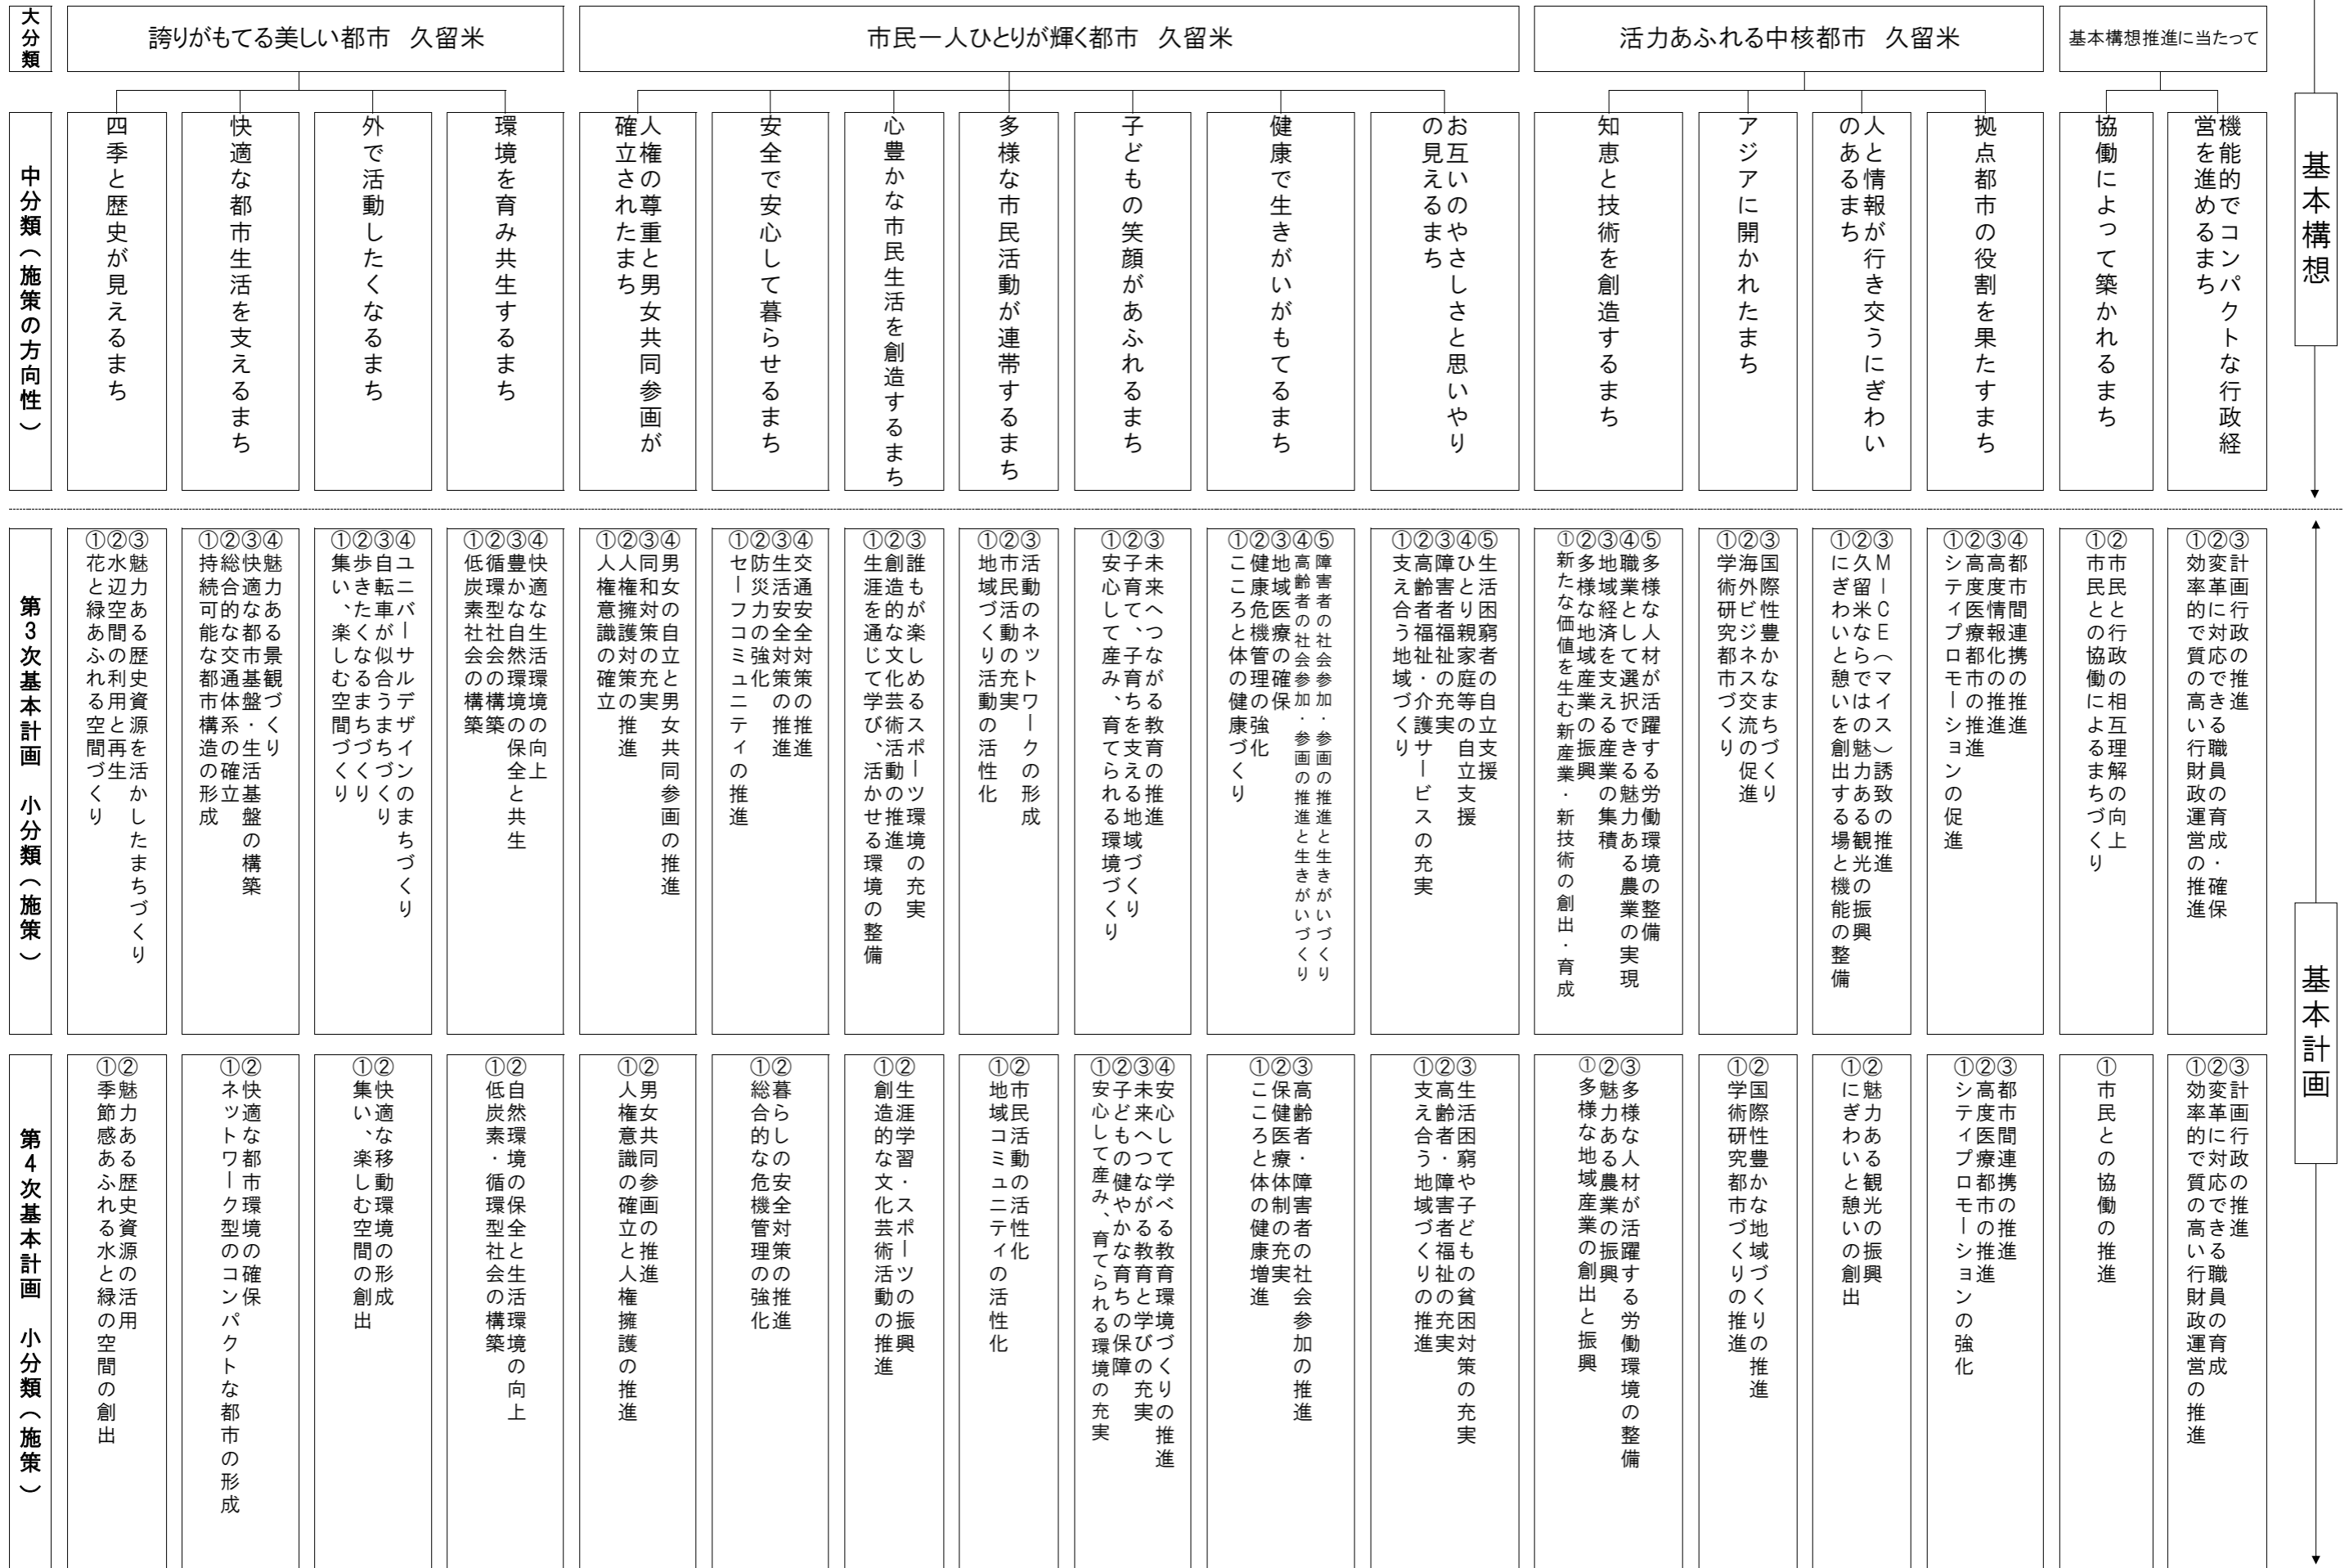 大分類
誇りがもてる美しい都市　久留米
市民一人ひとりが輝く都市　久留米
活力あふれる中核都市　久留米
基本構想推進に当たって
基本構想
中分類（施策の方向性）
四季と歴史が見えるまち
快適な都市生活を支えるまち
外で活動したくなるまち
環境を育み共生するまち
人権の尊重と男女共同参画が
確立されたまち
安全で安心して暮らせるまち
心豊かな市民生活を創造するまち
多様な市民活動が連帯するまち
子どもの笑顔があふれるまち
健康で生きがいがもてるまち
お互いのやさしさと思いやり
の見えるまち
知恵と技術を創造するまち
アジアに開かれたまち
人と情報が行き交うにぎわい
のあるまち
拠点都市の役割を果たすまち
協働によって築かれるまち
機能的でコンパクトな行政経
営を進めるまち
基本計画
第3次基本計画　小分類（施策）
①花と緑あふれる空間づくり
②水辺空間の利用と再生
③魅力ある歴史資源を活かしたまちづくり
①持続可能な都市構造の形成
②総合的な交通体系の確立
③快適な都市基盤・生活基盤の構築
④魅力ある景観づくり
①集い、楽しむ空間づくり
②歩きたくなるまちづくり
③自転車が似合うまちづくり
④ユニバーサルデザインのまちづくり
①低炭素社会の構築
②循環型社会の構築
③豊かな自然環境の保全と共生
④快適な生活環境の向上
①人権意識の確立
②人権擁護対策の推進
③同和対策の充実
④男女の自立と男女共同参画の推進
①セーフコミュニティの推進
②防災力の強化
③生活安全対策の推進
④交通安全対策の推進
①生涯を通じて学び、活かせる環境の整備
②創造的な文化芸術活動の推進
③誰もが楽しめるスポーツ環境の充実
①地域づくり活動の活性化
②市民活動の充実
③活動のネットワークの形成
①安心して産み、育てられる環境づくり
②子育て、子育ちを支える地域づくり
③未来へつながる教育の推進
①こころと体の健康づくり
②健康危機管理の強化
③地域医療の確保
④高齢者の社会参加・参画の推進と生きがいづくり
⑤障害者の社会参加・参画の推進と生きがいづくり
①支え合う地域づくり
②高齢者福祉・介護サービスの充実
③障害者福祉の充実
④ひとり親家庭等の自立支援
⑤生活困窮者の自立支援
①新たな価値を生む新産業・新技術の創出・育成
②多様な地域産業の振興
③地域経済を支える産業の集積
④職業として選択できる魅力ある農業の実現
⑤多様な人材が活躍する労働環境の整備
①学術研究都市づくり
②海外ビジネス交流の促進
③国際性豊かなまちづくり
①にぎわいと憩いを創出する場と機能の整備
②久留米ならではの魅力ある観光の振興
③ＭＩＣＥ（マイス）誘致の推進
①シティプロモーションの促進
②高度医療都市の推進
③高度情報化の推進
④都市間連携の推進
①市民との協働によるまちづくり
②市民と行政の相互理解の向上
①効率的で質の高い行財政運営の推進
②変革に対応できる職員の育成・確保
③計画行政の推進
第4次基本計画　小分類（施策）
①季節感あふれる水と緑の空間の創出
②魅力ある歴史資源の活用
①ネットワーク型のコンパクトな都市の形成
②快適な都市環境の確保
①集い、楽しむ空間の創出
②快適な移動環境の形成
①低炭素・循環型社会の構築
②自然環境の保全と生活環境の向上
①人権意識の確立と人権擁護の推進
②男女共同参画の推進
①総合的な危機管理の強化
②暮らしの安全対策の推進
①創造的な文化芸術活動の推進
②生涯学習・スポーツの振興
①地域コミュニティの活性化
②市民活動の活性化
①安心して産み、育てられる環境の充実
②子どもの健やかな育ちの保障
③未来へつながる教育と学びの充実
④安心して学べる教育環境づくりの推進
①こころと体の健康増進
②保健医療体制の充実
③高齢者・障害者の社会参加の推進
①支え合う地域づくりの推進
②高齢者・障害者福祉の充実
③生活困窮や子どもの貧困対策の充実
①多様な地域産業の創出と振興
②魅力ある農業の振興
③多様な人材が活躍する労働環境の整備
①学術研究都市づくりの推進
②国際性豊かな地域づくりの推進
①にぎわいと憩いの創出
②魅力ある観光の振興
①シティプロモーションの強化
②高度医療都市の推進
③都市間連携の推進
①市民との協働の推進
①効率的で質の高い行財政運営の推進
②変革に対応できる職員の育成
③計画行政の推進